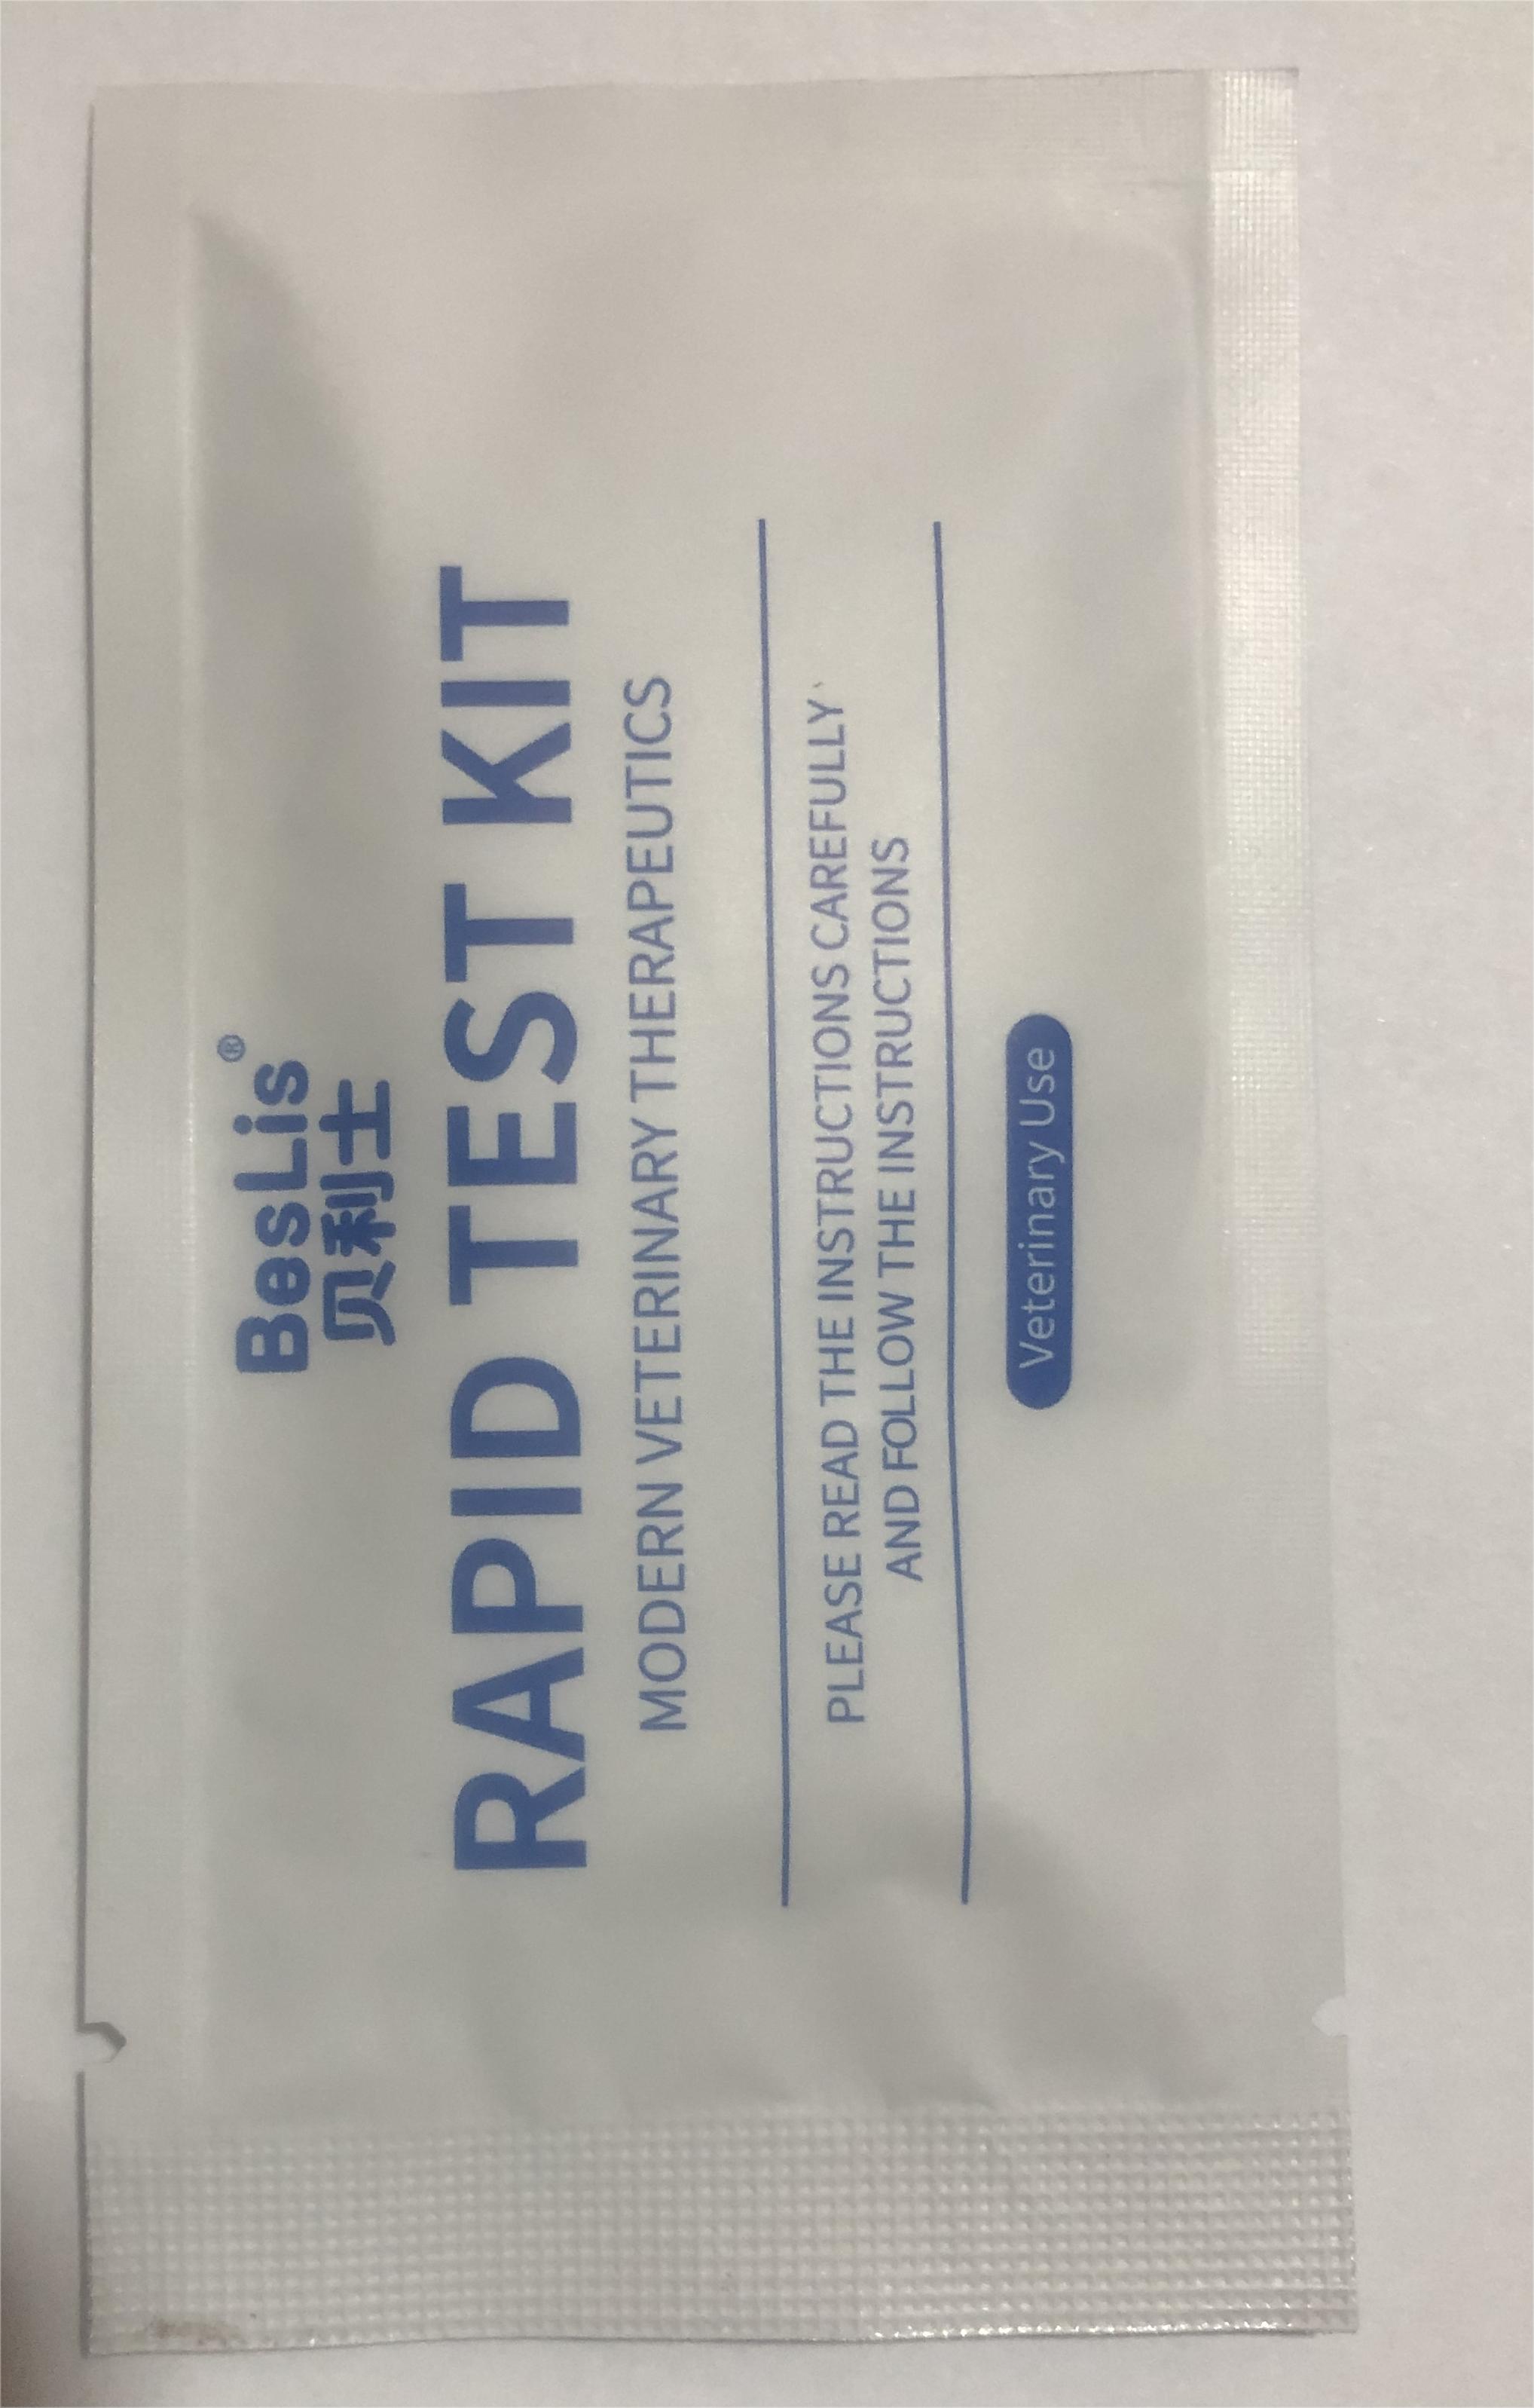 BesLis®
贝利士
RAPID TEST KIT
MODERN VETERINARY THERAPEUTICS
PLEASE READ THE INSTRUCTIONS CAREFULLY
AND FOLLOW THE INSTRUCTIONS
Veterinary Use